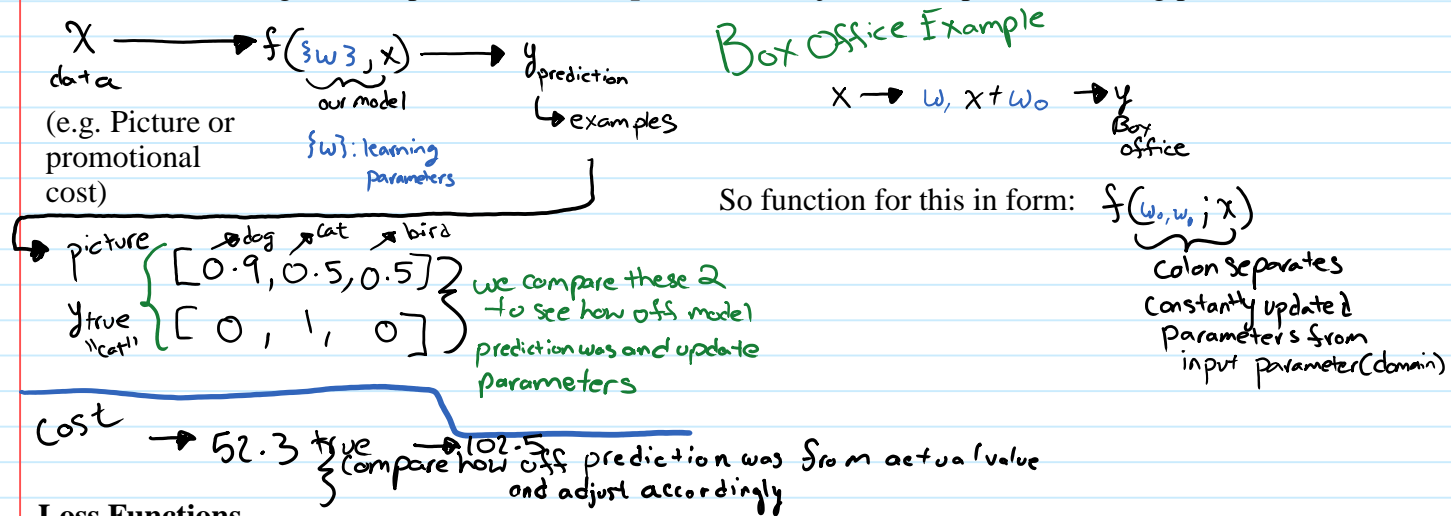 x → f({w}, x) → y prediction
data
our model
↳ examples
(e.g. Picture or
promotional
cost)
{w}: learning
parameters
Box Office Example
x → w, x + w₀ → y
Box
office
So function for this in form: f(w₀, w₁ ; x)
Colon separates
constantly updated
parameters from
input parameter (domain)
picture
dog cat bird
[0.9, 0.5, 0.5]
y true
"cat"
[0, 1, 0]
we compare these 2
to see how off model
prediction was and update
parameters
Cost → 52.3 true → 102.5
compare how off prediction was from actual value
and adjust accordingly
Loss Functions